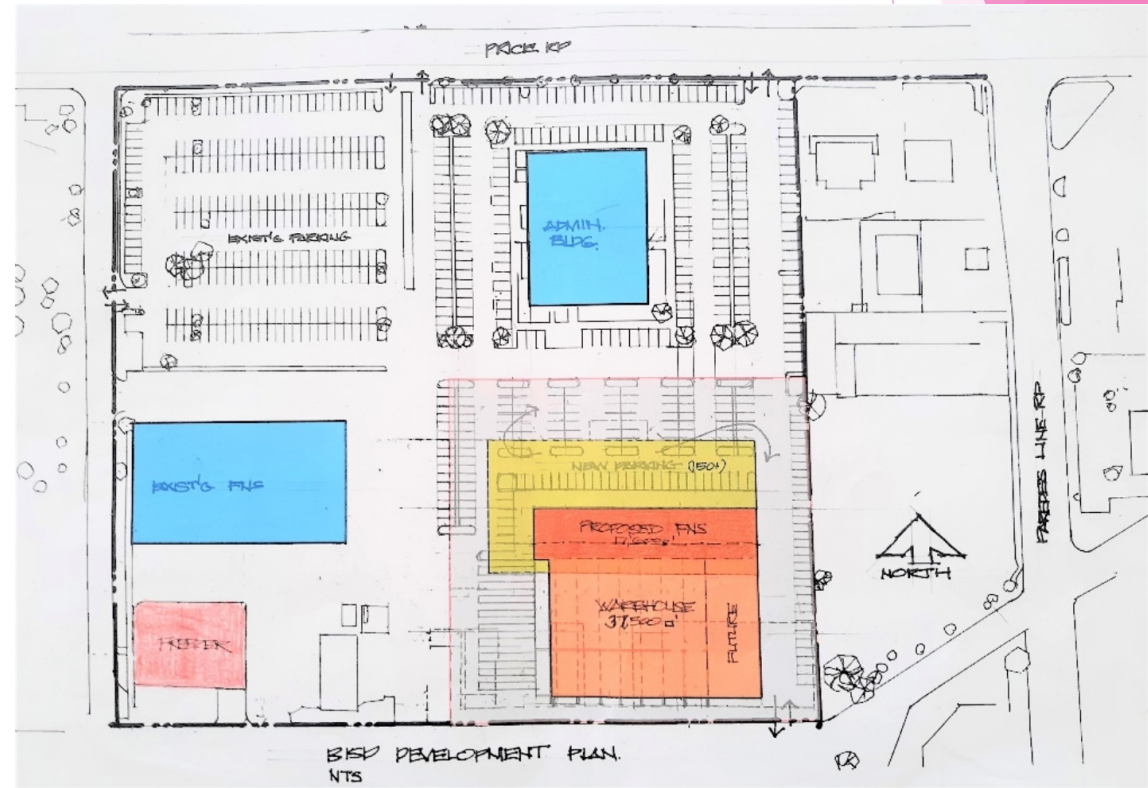 PRICE RD
ADMIN.
BLDG.
EXIST'G PARKING
PAREDES LINE RD
NEW PARKING (150+)
EXIST'G FNS
PROPOSED FNS
WAREHOUSE
37,500 □'
FUTURE
NORTH
FREEZER
BISD DEVELOPMENT PLAN.
NTS